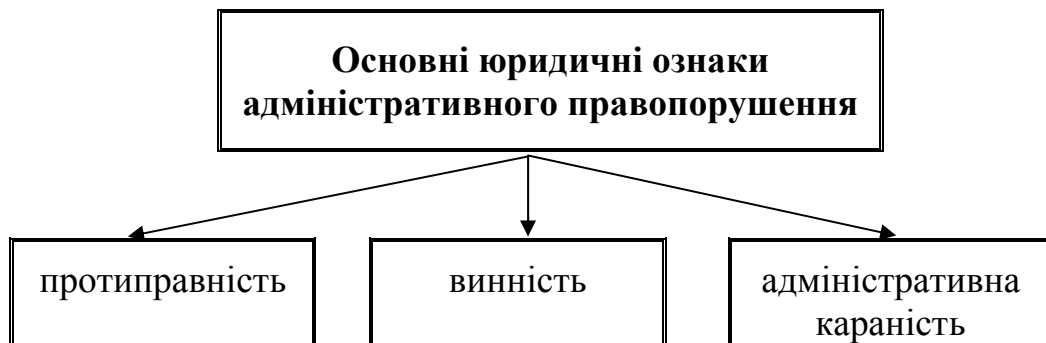 Основні юридичні ознаки
адміністративного правопорушення
протиправність
винність
адміністративна
караність